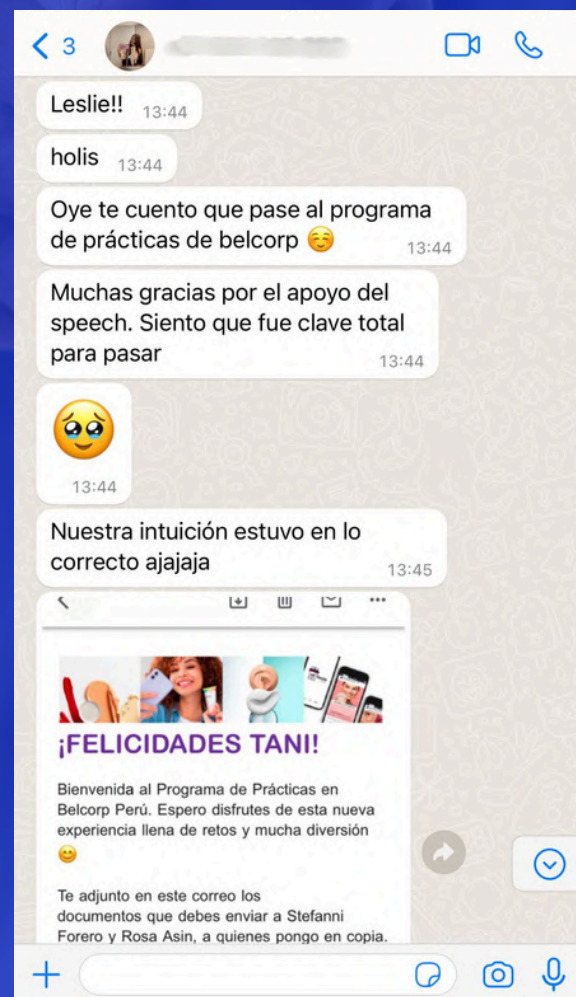 3
Leslie!! 13:44
holis 13:44
Oye te cuento que pase al programa
de prácticas de belcorp ☺️ 13:44
Muchas gracias por el apoyo del
speech. Siento que fue clave total
para pasar 13:44
🥹
13:44
Nuestra intuición estuvo en lo
correcto ajajaja 13:45
¡FELICIDADES TANI!
Bienvenida al Programa de Prácticas en
Belcorp Perú. Espero disfrutes de esta nueva
experiencia llena de retos y mucha diversión
😊
Te adjunto en este correo los
documentos que debes enviar a Stefanni
Forero y Rosa Asin, a quienes pongo en copia.